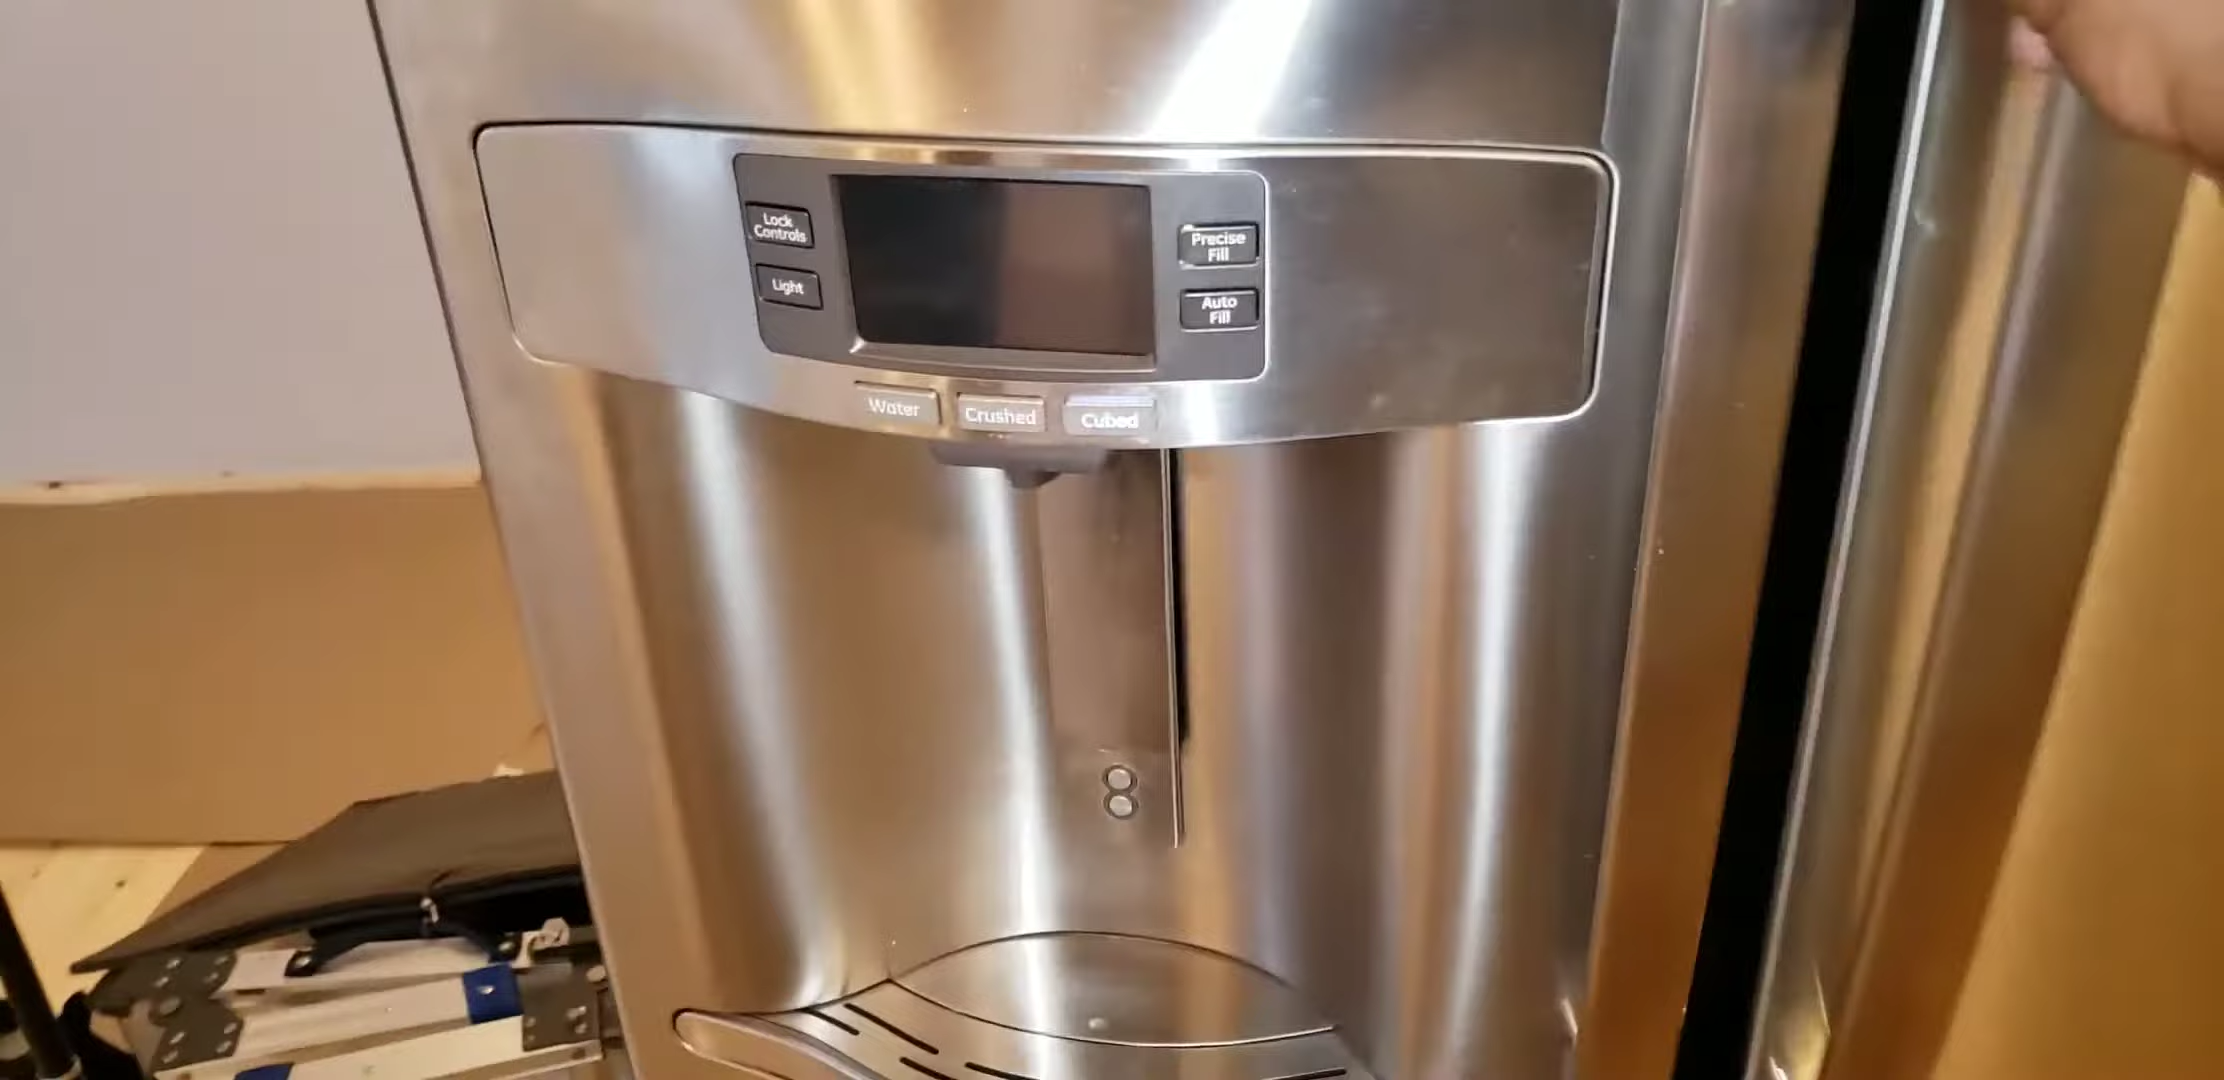 Lock
Controls
Light
Precise
Fill
Auto
Fill
Water
Crushed
Cubed